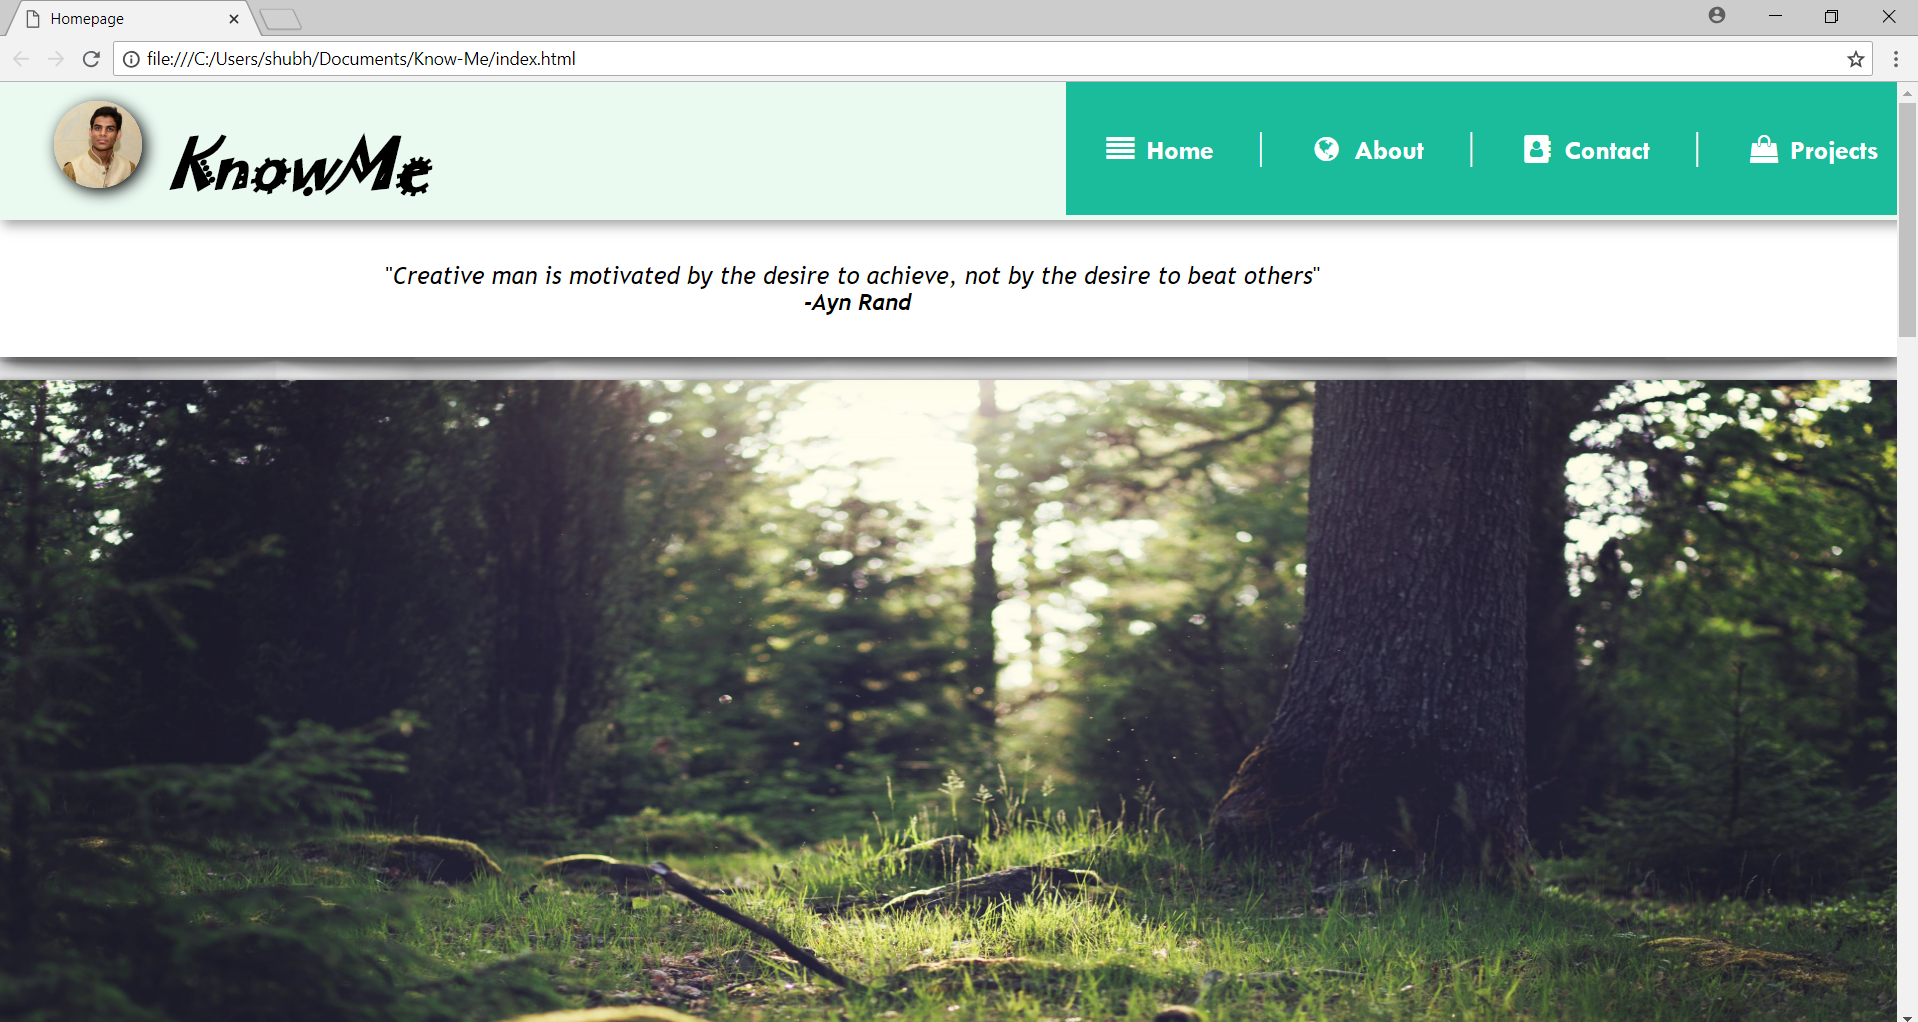 Homepage
file:///C:/Users/shubh/Documents/Know-Me/index.html
KnowMe
Home About Contact Projects
"Creative man is motivated by the desire to achieve, not by the desire to beat others"
-Ayn Rand